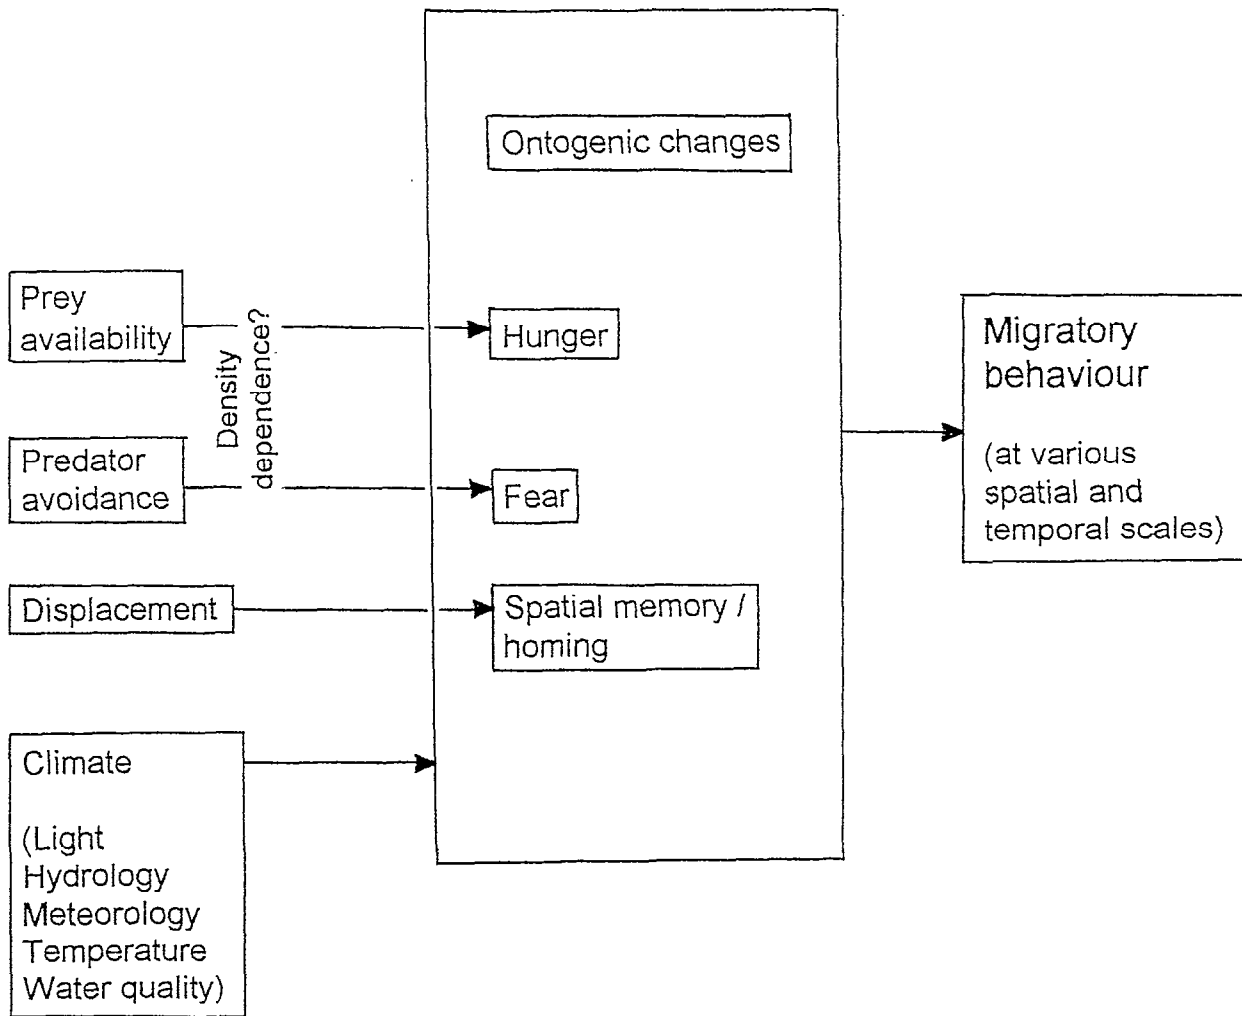 Ontogenic changes
Prey
availability
Density
dependence?
Hunger
Predator
avoidance
Fear
Displacement
Spatial memory /
homing
Climate
(Light
Hydrology
Meteorology
Temperature
Water quality)
Migratory
behaviour
(at various
spatial and
temporal scales)